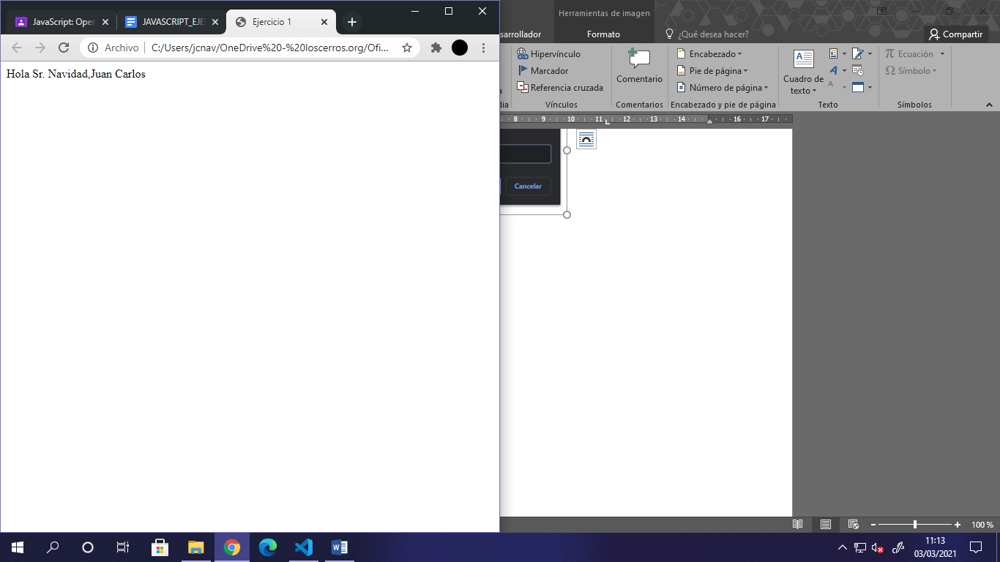 JavaScript: Oper
JAVASCRIPT_EJE
Ejercicio 1
Archivo
C:/Users/jcnav/OneDrive%20-%20loscerros.org/Ofi...
Hola Sr. Navidad,Juan Carlos
Herramientas de imagen
sarrollador
Formato
¿Qué desea hacer?
Compartir
Hipervínculo
Marcador
Referencia cruzada
Vínculos
Comentario
Comentarios
Encabezado
Pie de página
Número de página
Encabezado y pie de página
Cuadro de
texto
Texto
Ecuación
Símbolo
Símbolos
8 9 10 11 12 13 14 16 17
Cancelar
100 %
11:13
03/03/2021